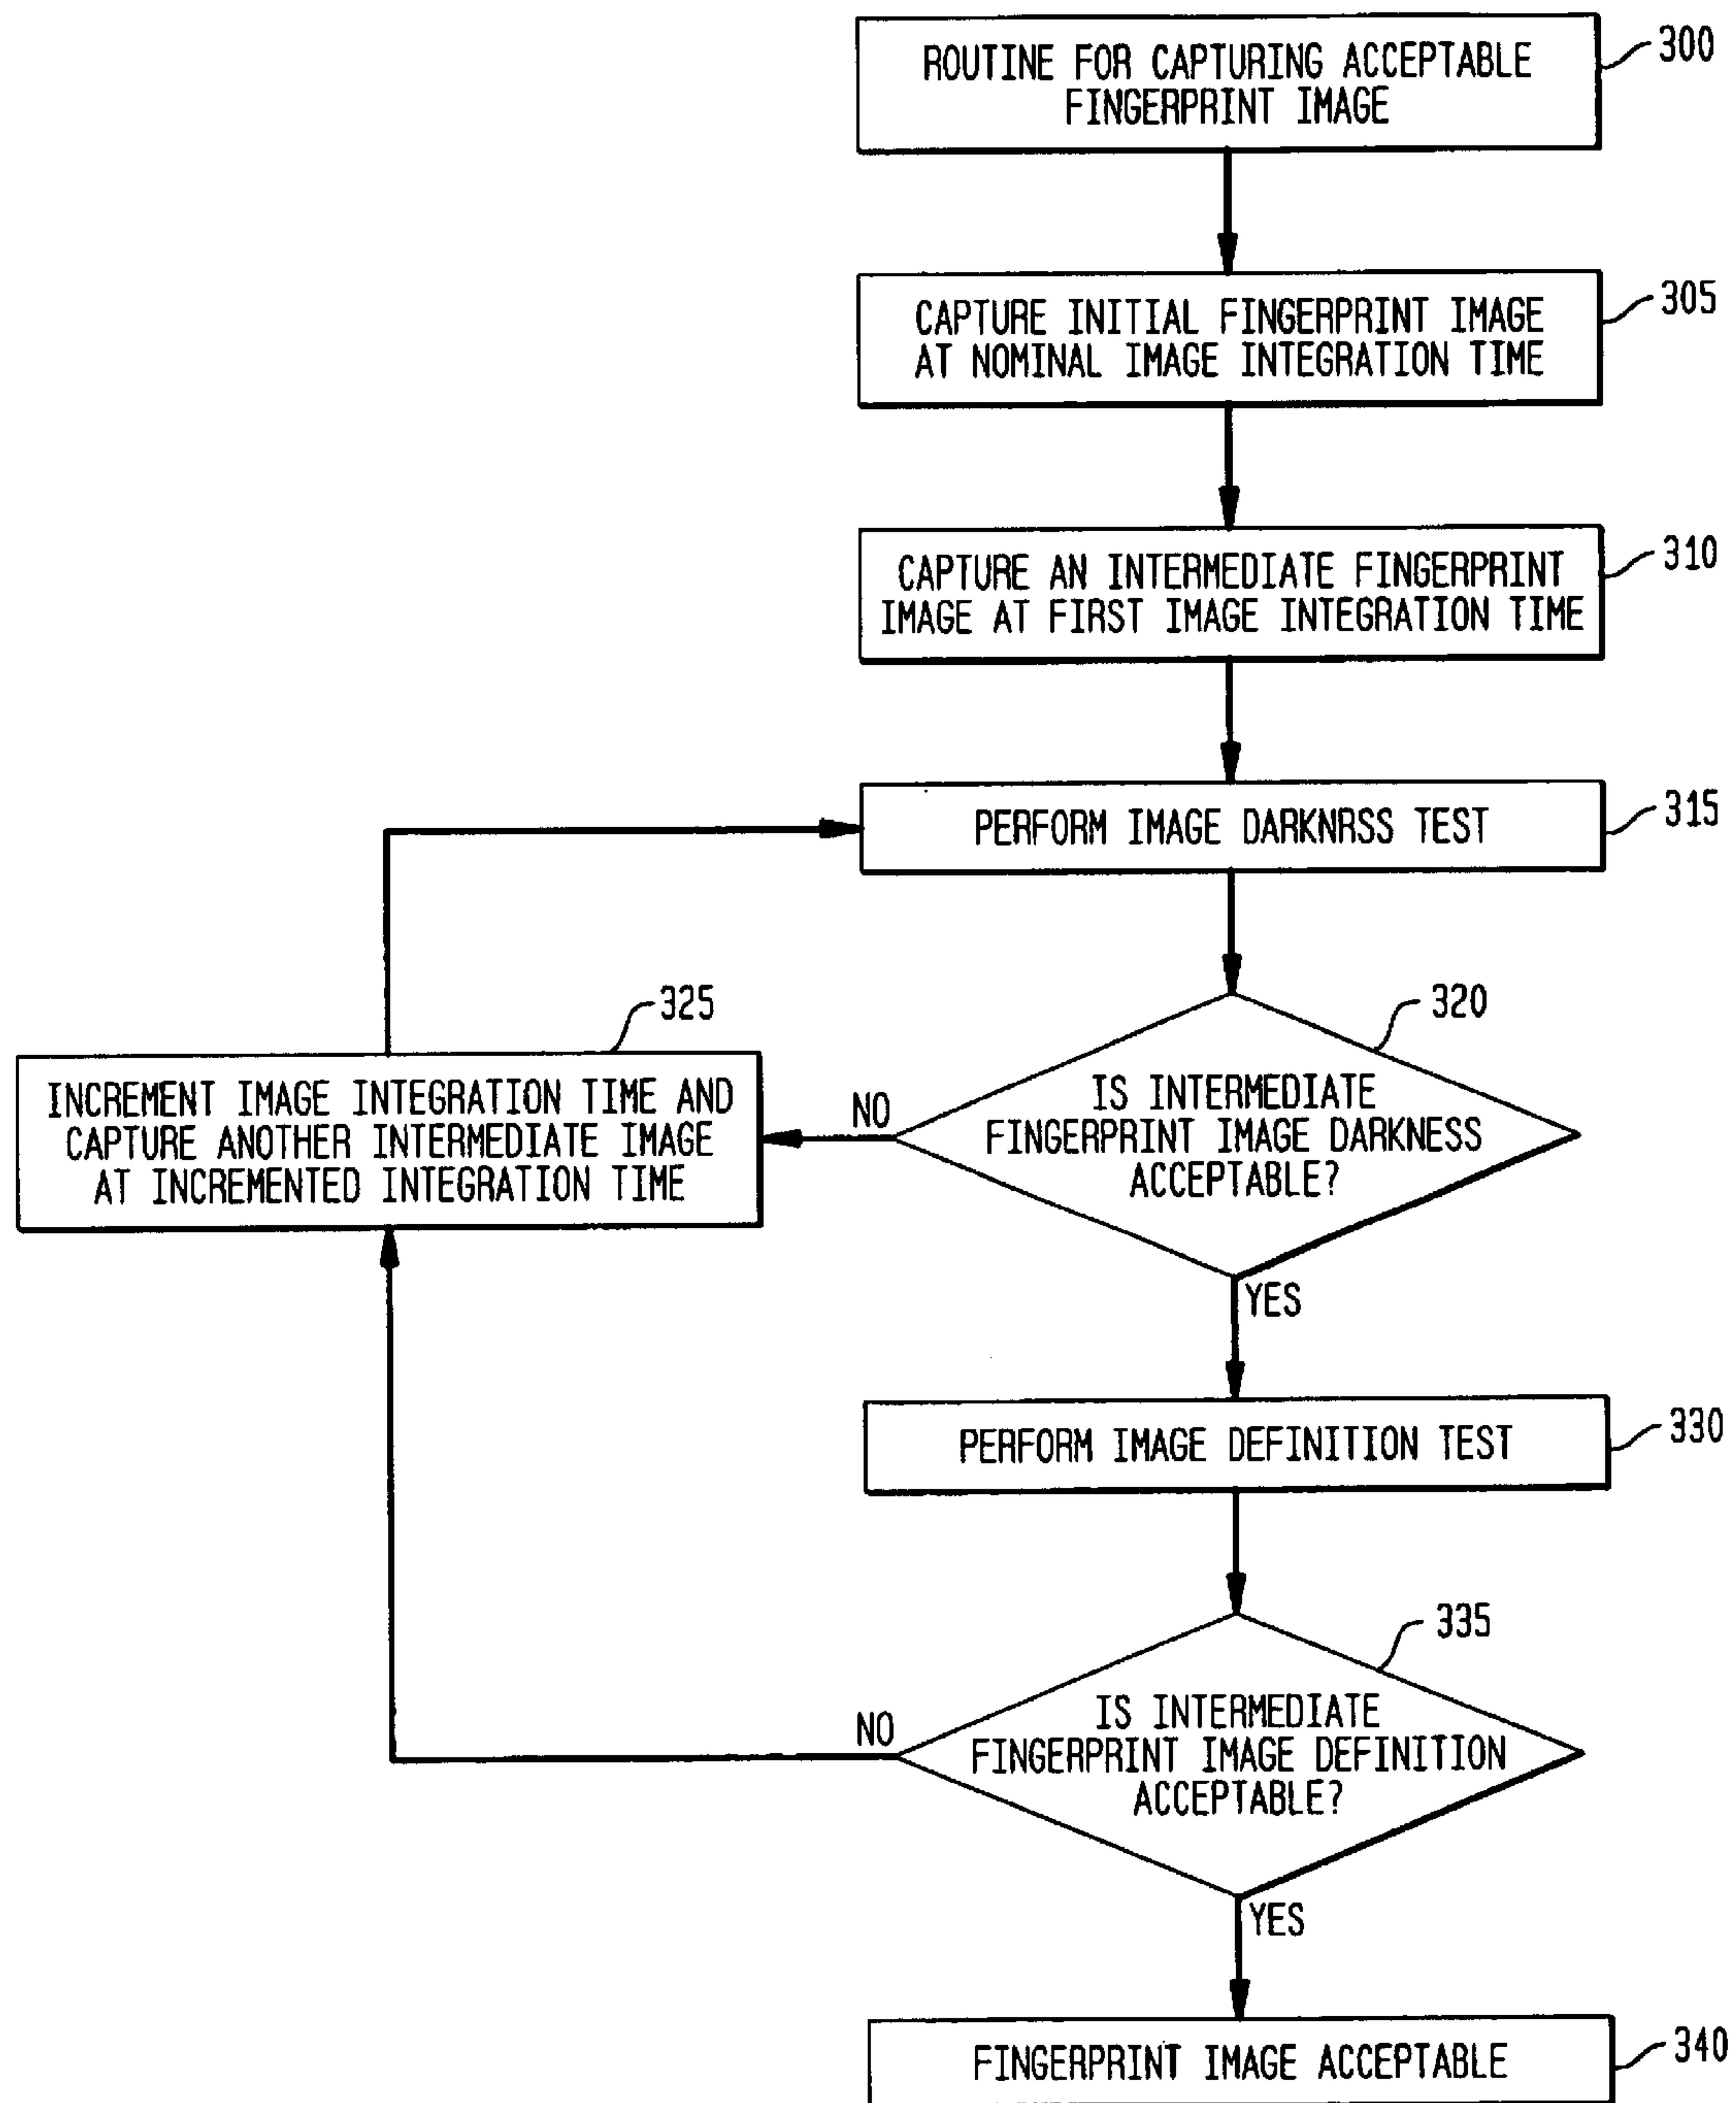 ROUTINE FOR CAPTURING ACCEPTABLE
FINGERPRINT IMAGE
300
CAPTURE INITIAL FINGERPRINT IMAGE
AT NOMINAL IMAGE INTEGRATION TIME
305
CAPTURE AN INTERMEDIATE FINGERPRINT
IMAGE AT FIRST IMAGE INTEGRATION TIME
310
PERFORM IMAGE DARKNRSS TEST
315
320
IS INTERMEDIATE
FINGERPRINT IMAGE DARKNESS
ACCEPTABLE?
NO
325
INCREMENT IMAGE INTEGRATION TIME AND
CAPTURE ANOTHER INTERMEDIATE IMAGE
AT INCREMENTED INTEGRATION TIME
YES
PERFORM IMAGE DEFINITION TEST
330
335
IS INTERMEDIATE
FINGERPRINT IMAGE DEFINITION
ACCEPTABLE?
NO
YES
FINGERPRINT IMAGE ACCEPTABLE
340